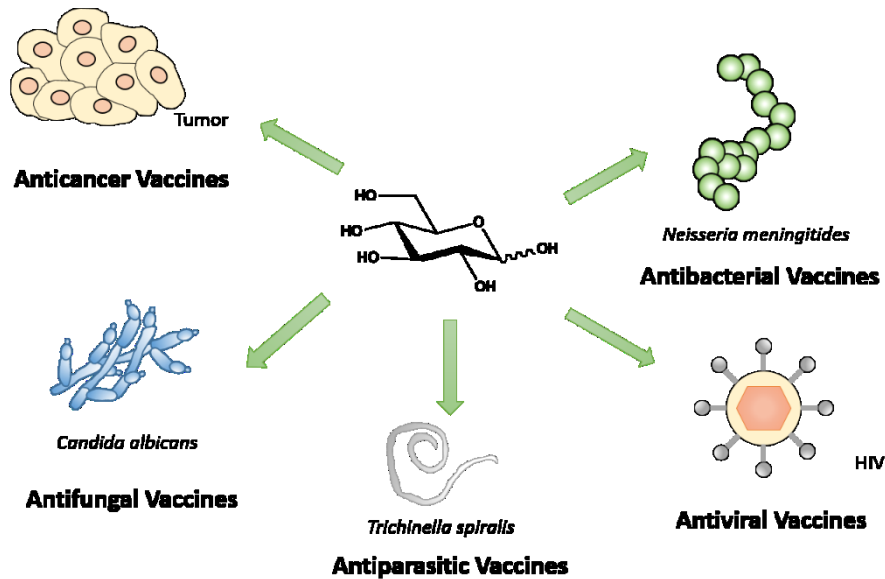 Tumor
Anticancer Vaccines
HO
O
HO
HO
OH
OH
Neisseria meningitides
Antibacterial Vaccines
Candida albicans
Antifungal Vaccines
Trichinella spiralis
Antiparasitic Vaccines
HIV
Antiviral Vaccines